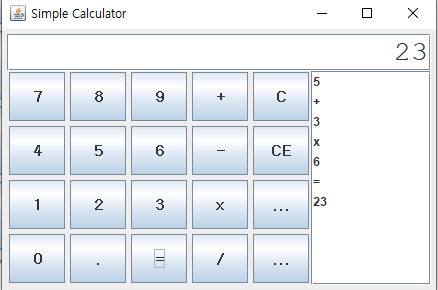 Simple Calculator
23
7 8 9 + C
4 5 6 - CE
1 2 3 x ...
0 . = / ...
5
+
3
x
6
=
23